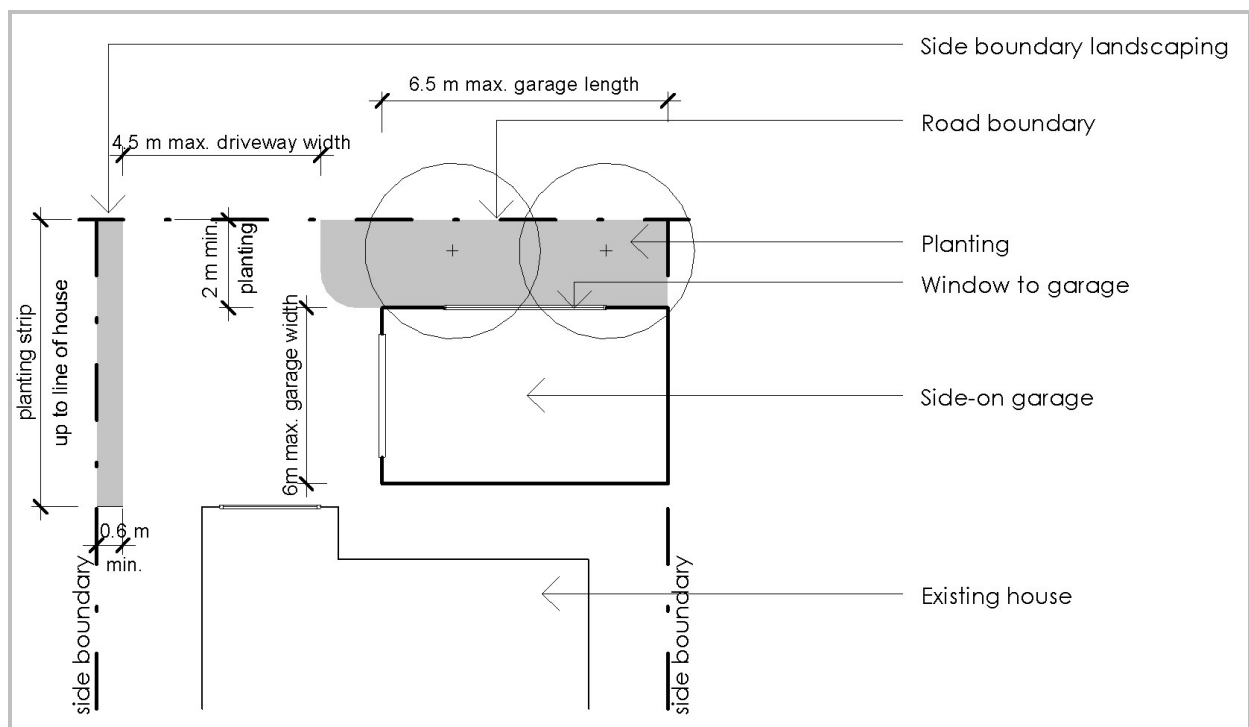 Side boundary landscaping
6.5 m max. garage length
Road boundary
4.5 m max. driveway width
2 m min.
planting
Planting
Window to garage
planting strip
up to line of house
6m max. garage width
Side-on garage
0.6 m
min.
side boundary
side boundary
Existing house